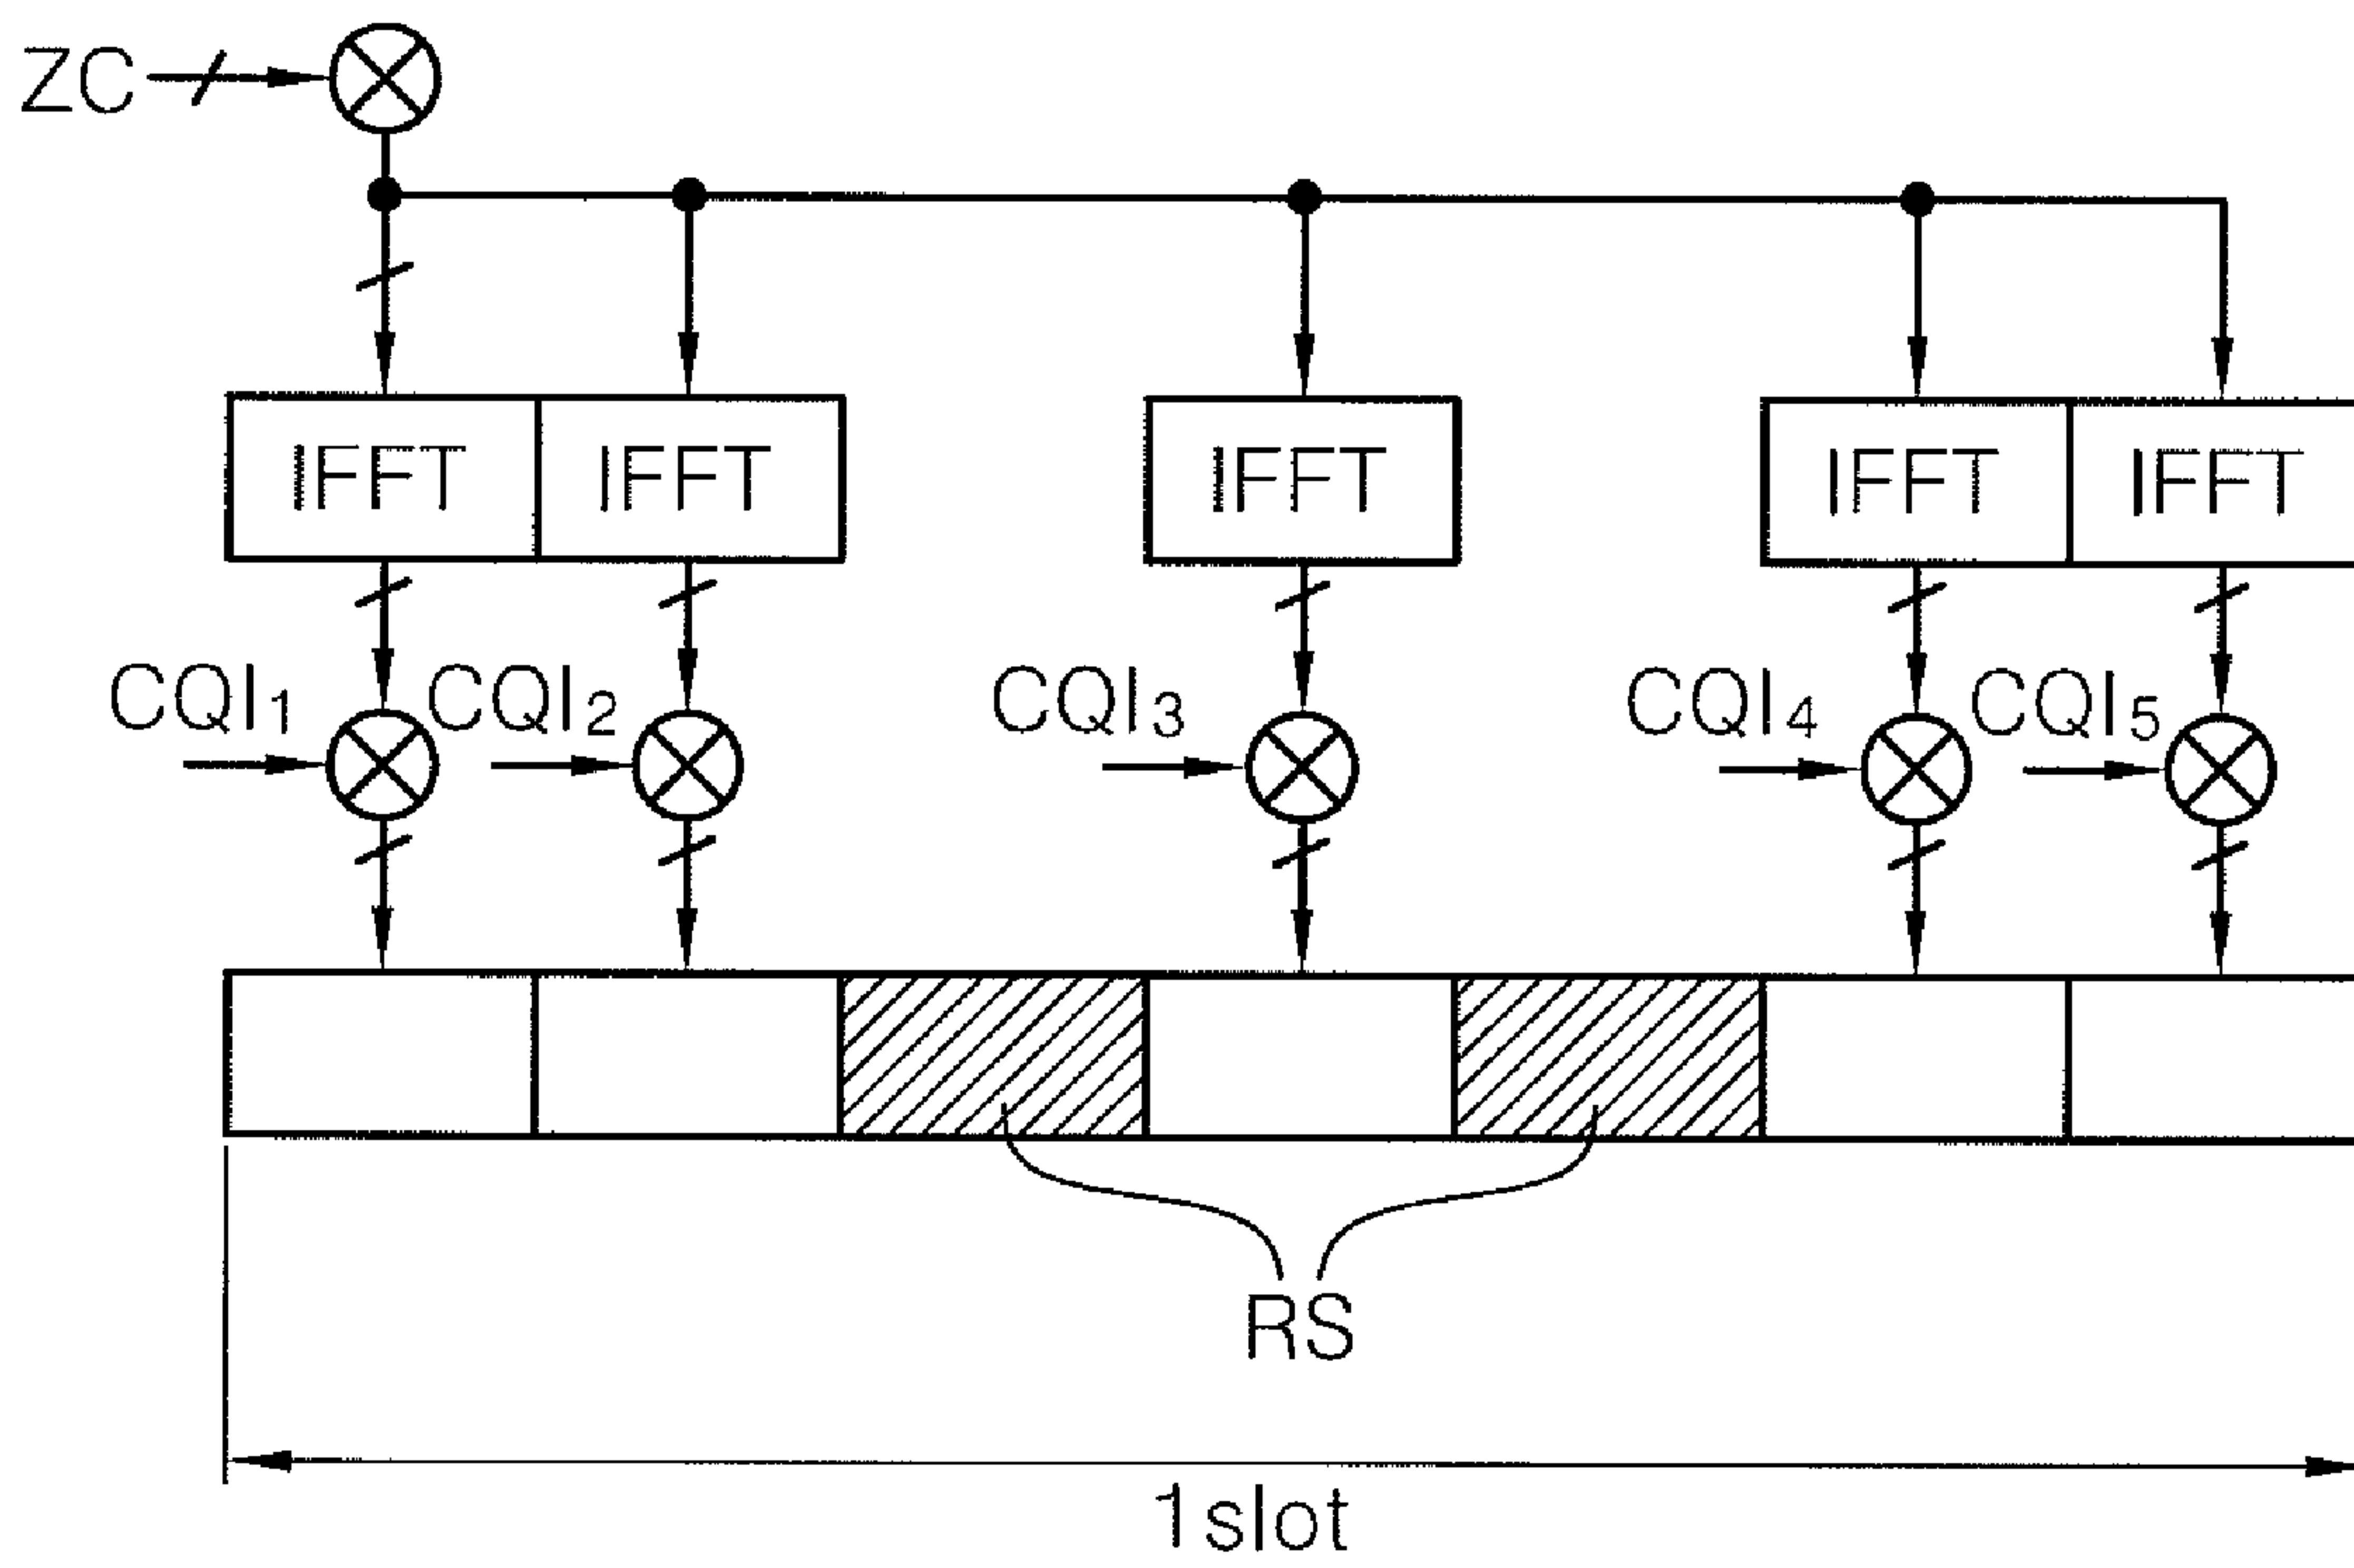 ZC
IFFT IFFT IFFT IFFT IFFT
CQI1 CQI2 CQI3 CQI4 CQI5
RS
1slot